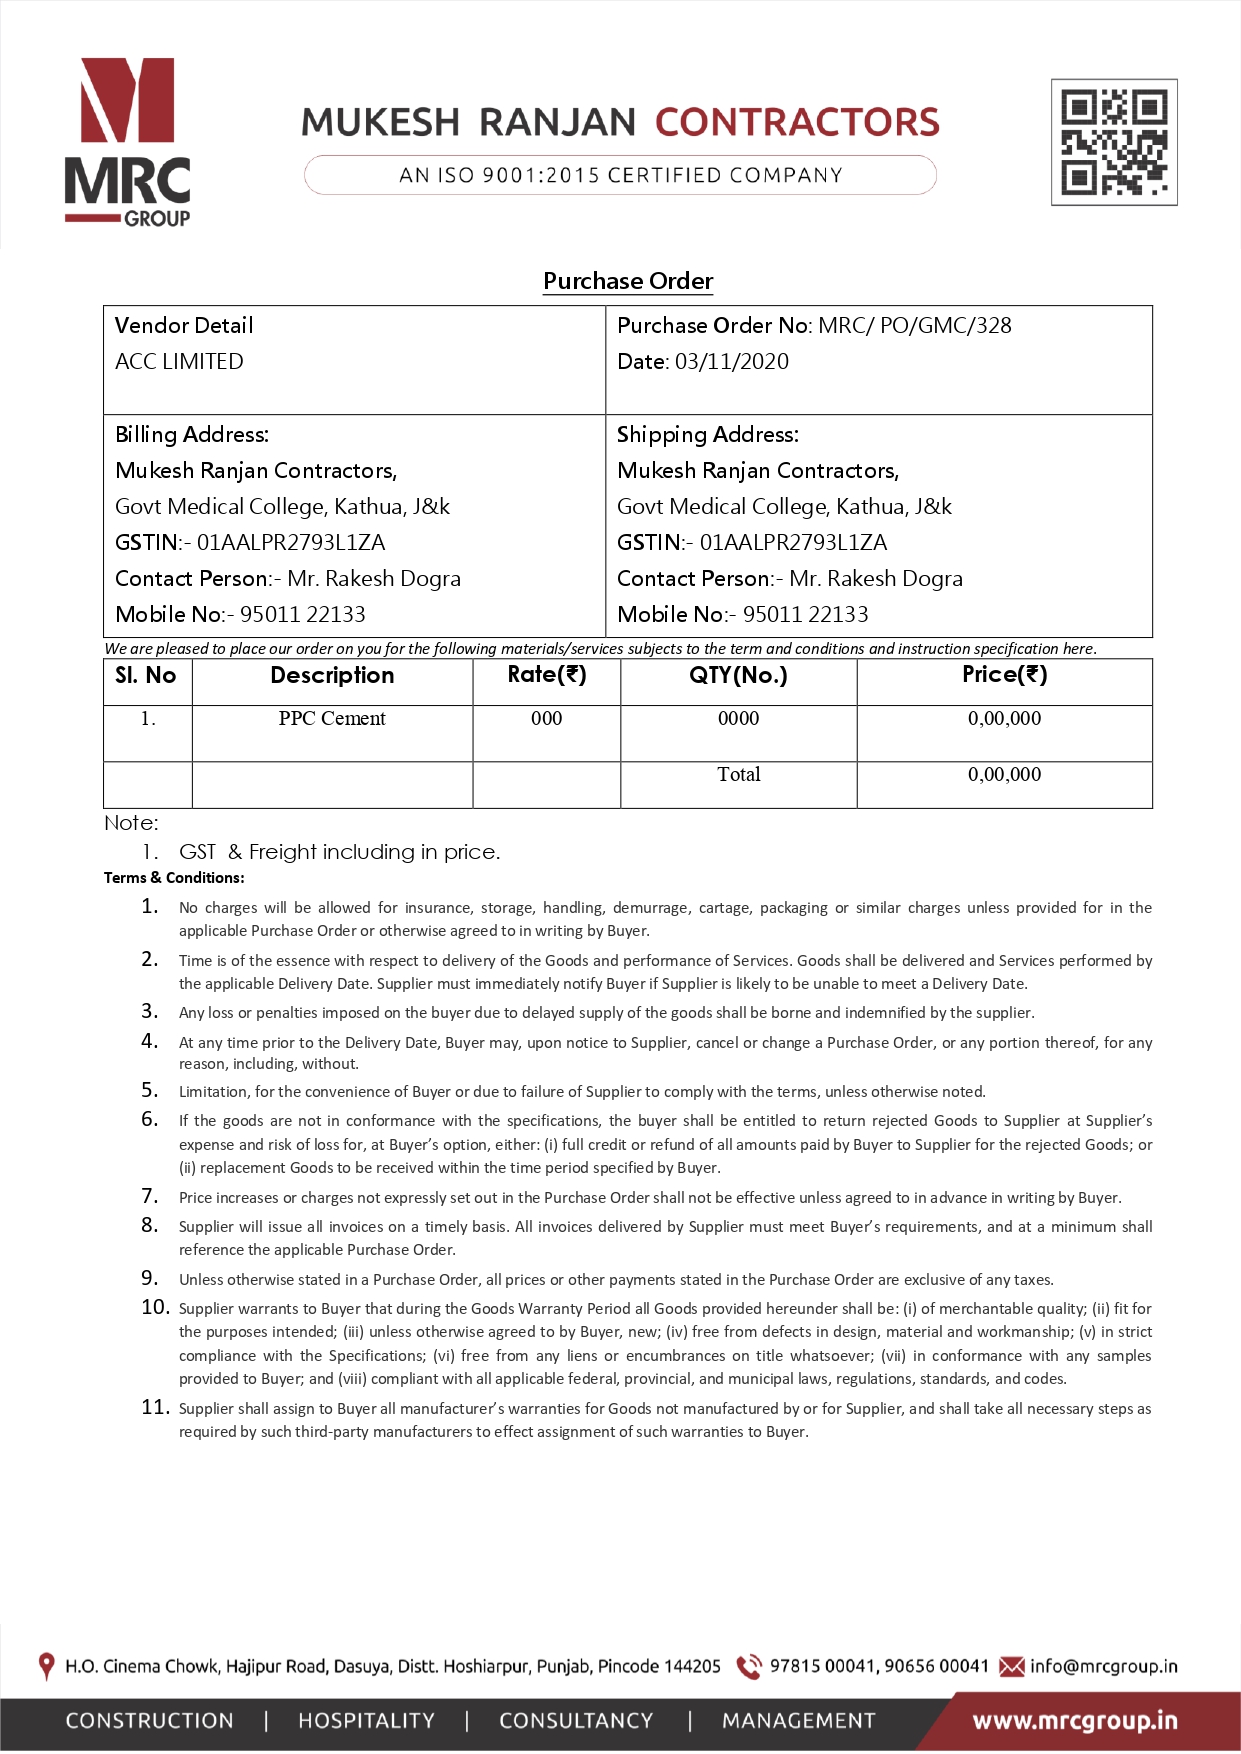 MRC
GROUP
MUKESH RANJAN CONTRACTORS
AN ISO 9001:2015 CERTIFIED COMPANY
Purchase Order
Vendor Detail
ACC LIMITED
Purchase Order No: MRC/ PO/GMC/328
Date: 03/11/2020
Billing Address:
Mukesh Ranjan Contractors,
Govt Medical College, Kathua, J&k
GSTIN:- 01AALPR2793L1ZA
Contact Person:- Mr. Rakesh Dogra
Mobile No:- 95011 22133
Shipping Address:
Mukesh Ranjan Contractors,
Govt Medical College, Kathua, J&k
GSTIN:- 01AALPR2793L1ZA
Contact Person:- Mr. Rakesh Dogra
Mobile No:- 95011 22133
We are pleased to place our order on you for the following materials/services subjects to the term and conditions and instruction specification here.
Sl. No Description Rate(₹) QTY(No.) Price(₹)
1. PPC Cement 000 0000 0,00,000
Total 0,00,000
Note:
1. GST & Freight including in price.
Terms & Conditions:
1. No charges will be allowed for insurance, storage, handling, demurrage, cartage, packaging or similar charges unless provided for in the
applicable Purchase Order or otherwise agreed to in writing by Buyer.
2. Time is of the essence with respect to delivery of the Goods and performance of Services. Goods shall be delivered and Services performed by
the applicable Delivery Date. Supplier must immediately notify Buyer if Supplier is likely to be unable to meet a Delivery Date.
3. Any loss or penalties imposed on the buyer due to delayed supply of the goods shall be borne and indemnified by the supplier.
4. At any time prior to the Delivery Date, Buyer may, upon notice to Supplier, cancel or change a Purchase Order, or any portion thereof, for any
reason, including, without.
5. Limitation, for the convenience of Buyer or due to failure of Supplier to comply with the terms, unless otherwise noted.
6. If the goods are not in conformance with the specifications, the buyer shall be entitled to return rejected Goods to Supplier at Supplier’s
expense and risk of loss for, at Buyer’s option, either: (i) full credit or refund of all amounts paid by Buyer to Supplier for the rejected Goods; or
(ii) replacement Goods to be received within the time period specified by Buyer.
7. Price increases or charges not expressly set out in the Purchase Order shall not be effective unless agreed to in advance in writing by Buyer.
8. Supplier will issue all invoices on a timely basis. All invoices delivered by Supplier must meet Buyer’s requirements, and at a minimum shall
reference the applicable Purchase Order.
9. Unless otherwise stated in a Purchase Order, all prices or other payments stated in the Purchase Order are exclusive of any taxes.
10. Supplier warrants to Buyer that during the Goods Warranty Period all Goods provided hereunder shall be: (i) of merchantable quality; (ii) fit for
the purposes intended; (iii) unless otherwise agreed to by Buyer, new; (iv) free from defects in design, material and workmanship; (v) in strict
compliance with the Specifications; (vi) free from any liens or encumbrances on title whatsoever; (vii) in conformance with any samples
provided to Buyer; and (viii) compliant with all applicable federal, provincial, and municipal laws, regulations, standards, and codes.
11. Supplier shall assign to Buyer all manufacturer’s warranties for Goods not manufactured by or for Supplier, and shall take all necessary steps as
required by such third-party manufacturers to effect assignment of such warranties to Buyer.
H.O. Cinema Chowk, Hajipur Road, Dasuya, Distt. Hoshiarpur, Punjab, Pincode 144205 97815 00041, 90656 00041 info@mrcgroup.in
CONSTRUCTION | HOSPITALITY | CONSULTANCY | MANAGEMENT www.mrcgroup.in